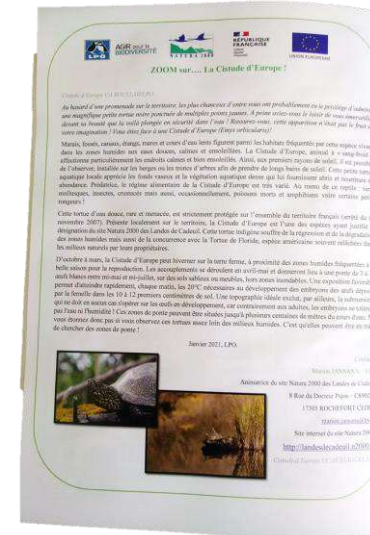 LPO
AGIR pour la
BIODIVERSITÉ
NATURA 2000
RÉPUBLIQUE
FRANÇAISE
UNION EUROPÉENNE
ZOOM sur…. La Cistude d'Europe !
Cistude d'Europe
Au hasard d'une promenade sur le territoire, les plus chanceux d'entre vous ont probablement eu le privilège d'
une magnifique petite tortue noire ponctuée de multiples points jaunes. A peine aviez-vous le loisir de vous
devant sa beauté que la voilà plongée en sécurité dans l'eau ! Rassurez-vous, cette apparition n'était pas le fruit
votre imagination ! Vous étiez face à une Cistude d'Europe (Emys orbicularis)!
Marais, fossés, canaux, étangs, mares et cours d'eau lents figurent parmi les habitats fréquentés par cette espèce
dans les zones humides aux eaux douces, calmes et ensoleillées. La Cistude d'Europe, animal à
affectionne particulièrement les endroits calmes et bien ensoleillés. Ainsi, aux premiers rayons de soleil, il est
de l'observer, installée sur les berges ou les troncs d'arbres afin de prendre de longs bains de soleil. Cette petite
aquatique locale apprécie les fonds vaseux et la végétation aquatique dense qui lui fournissent abris et nourriture
abondance. Prédatrice, le régime alimentaire de la Cistude d'Europe est très varié. Au menu de ce reptile :
mollusques, insectes, crustacés mais aussi, occasionnellement, poissons morts et amphibiens voire certains
rongeurs !
Cette tortue d'eau douce, rare et menacée, est strictement protégée sur l'ensemble du territoire français (arrêté du
novembre 2007). Présente localement sur le territoire, la Cistude d'Europe est l'une des espèces ayant justifié
désignation du site Natura 2000 des Landes de Cadeuil. Cette tortue indigène souffre de la régression et de la
des zones humides mais aussi de la concurrence avec la Tortue de Floride, espèce américaine souvent relâchée
les milieux naturels par leurs propriétaires.
D'octobre à mars, la Cistude d'Europe peut hiverner sur la terre ferme, à proximité des zones humides fréquentées à
belle saison pour la reproduction. Les accouplements se déroulent en avril-mai et donneront lieu à une ponte de 3 à
œufs blancs entre mi-mai et mi-juillet, sur des sols sableux ou meubles, hors zones inondables. Une exposition
permet d'atteindre rapidement, chaque matin, les 20°C nécessaires au développement des embryons des œufs
par la femelle dans les 10 à 12 premiers centimètres de sol. Une topographie idéale exclut, par ailleurs, la
qui ne doit en aucun cas s'opérer sur les œufs en développement, car contrairement aux adultes, les embryons ne
pas l'eau ni l'humidité ! Ces zones de ponte peuvent être situées jusqu'à plusieurs centaines de mètres du cours d'eau.
vous étonnez donc pas si vous observez ces tortues assez loin des milieux humides. C'est qu'elles peuvent être en
de chercher des zones de ponte !
Janvier 2021, LPO.
Animatrice du site Natura 2000 des Landes de
8 Rue du Docteur Pujos -
17305 ROCHEFORT
Site internet du site Natura